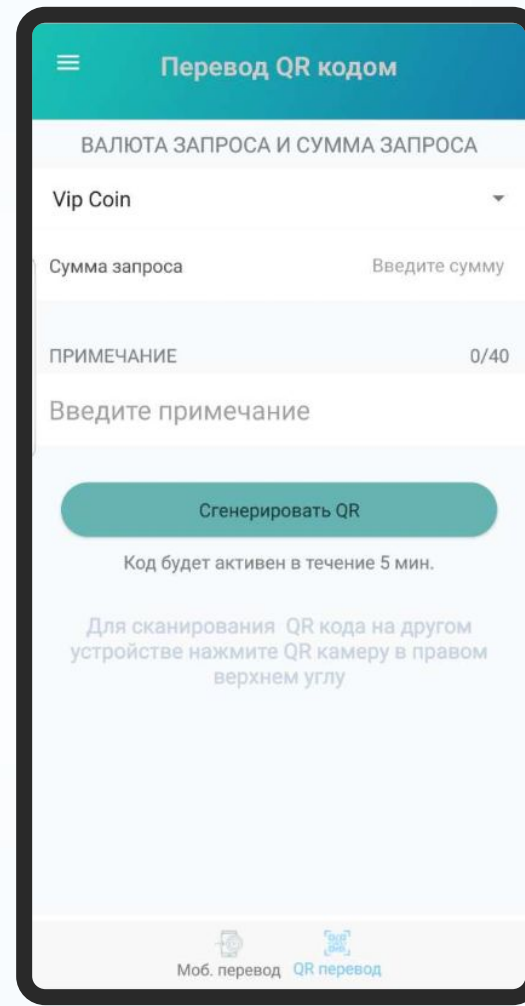 Перевод QR кодом
ВАЛЮТА ЗАПРОСА И СУММА ЗАПРОСА
Vip Coin
Сумма запроса Введите сумму
ПРИМЕЧАНИЕ 0/40
Введите примечание
Сгенерировать QR
Код будет активен в течение 5 мин.
Для сканирования QR кода на другом
устройстве нажмите QR камеру в правом
верхнем углу
Моб. перевод QR перевод